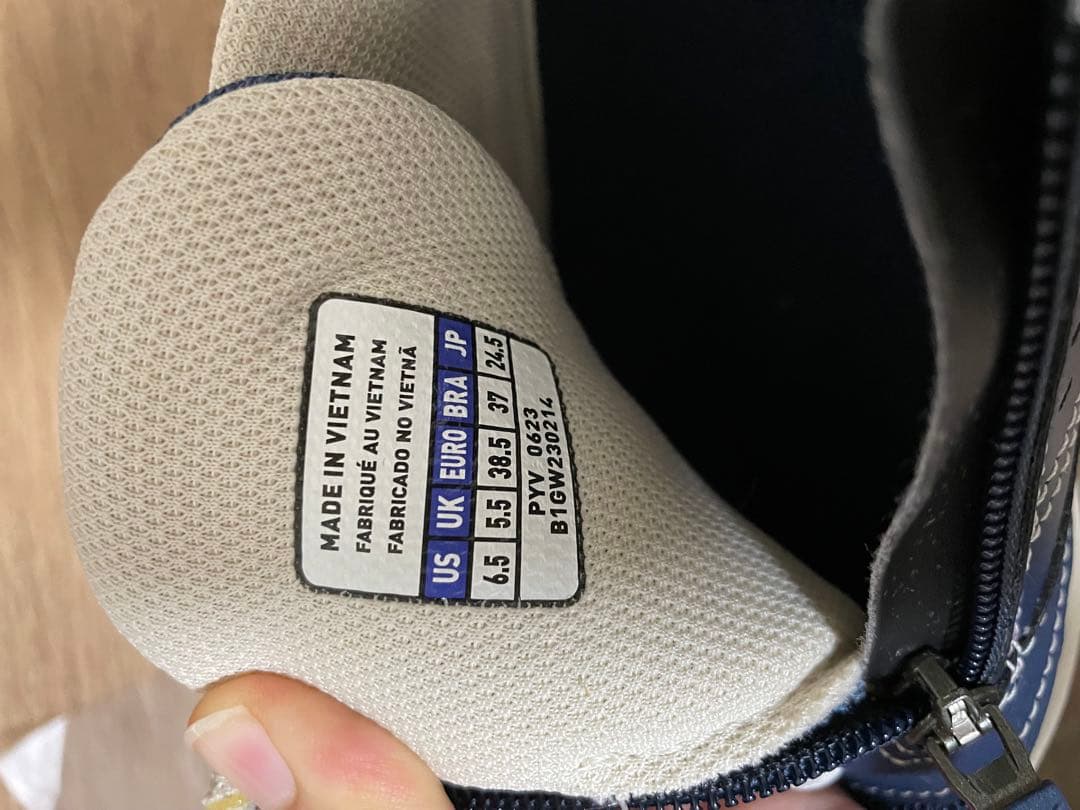 MADE IN VIETNAM
FABRIQUÉ AU VIETNAM
FABRICADO NO VIETNÃ
US UK EURO BRA JP
6.5 5.5 38.5 37 24.5
PYV 0623
B1GW230214